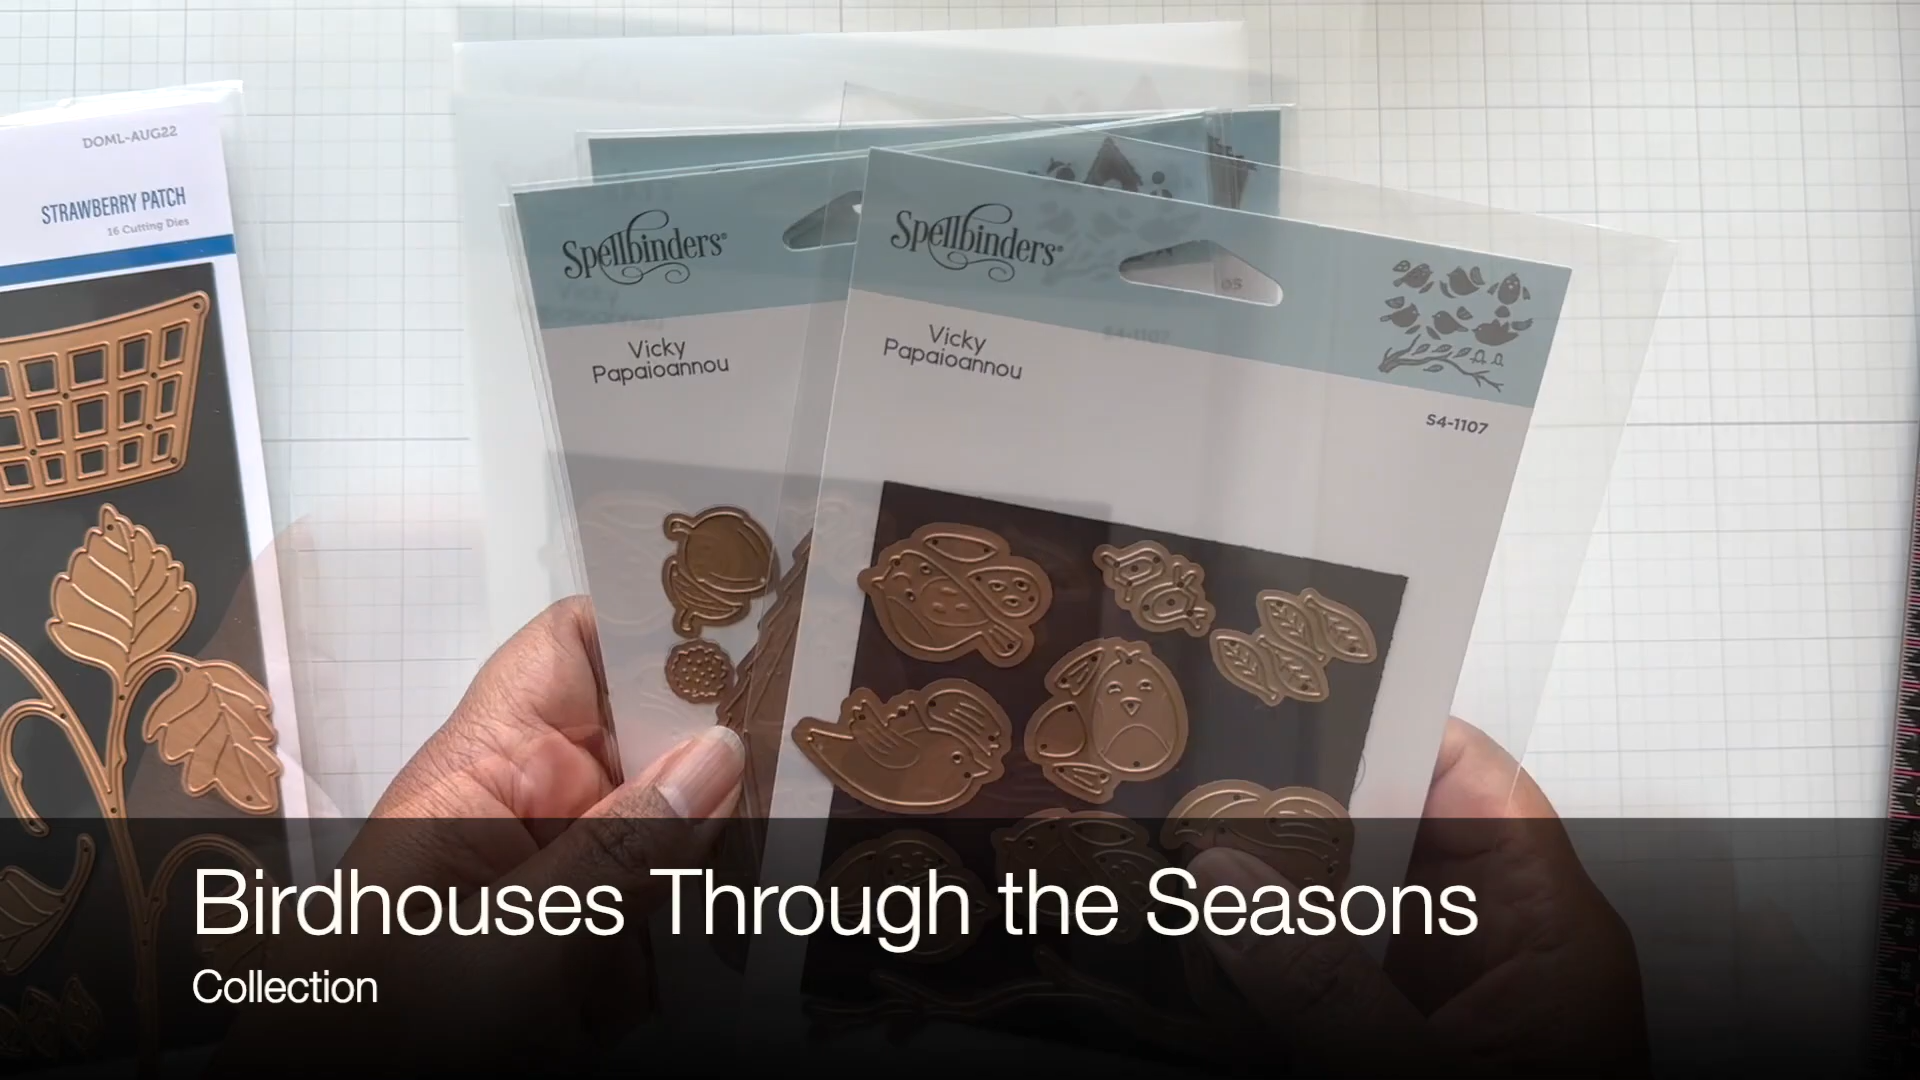 DOML-AUG22
STRAWBERRY PATCH
16 Cutting Dies
Spellbinders®
Vicky
Papaioannou
Spellbinders®
Vicky
Papaioannou
S4-1107
Birdhouses Through the Seasons
Collection